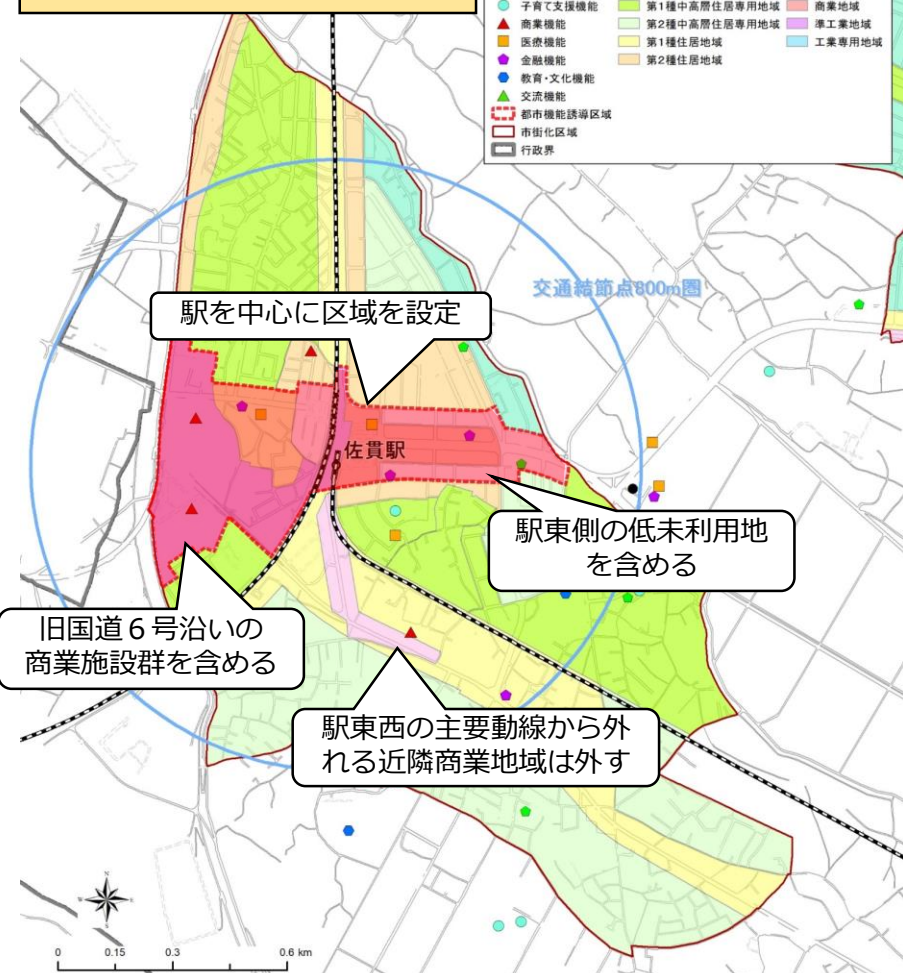 子育て支援機能
商業機能
医療機能
金融機能
教育・文化機能
交流機能
都市機能誘導区域
市街化区域
行政界
第1種中高層住居専用地域
第2種中高層住居専用地域
第1種住居地域
第2種住居地域
商業地域
準工業地域
工業専用地域
交通結節点800m圏
駅を中心に区域を設定
佐貫駅
駅東側の低未利用地
を含める
旧国道6号沿いの
商業施設群を含める
駅東西の主要動線から外
れる近隣商業地域は外す
N
W
E
S
0 0.15 0.3 0.6 km